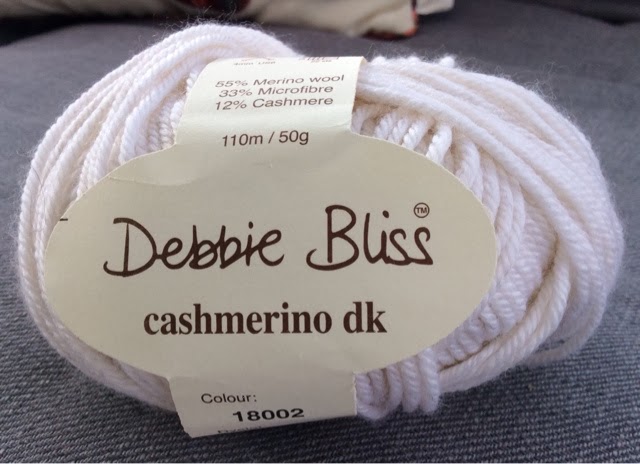 55% Merino wool
33% Microfibre
12% Cashmere
110m / 50g
Debbie Bliss™
cashmerino dk
Colour:
18002